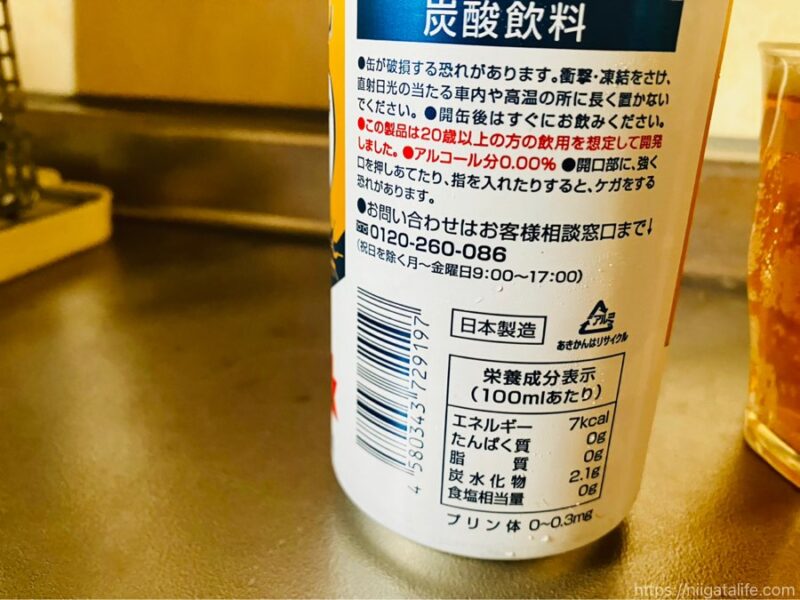 炭酸飲料
●缶が破損する恐れがあります。衝撃・凍結をさけ、
直射日光の当たる車内や高温の所に長く置かない
でください。●開缶後はすぐにお飲みください。
●この製品は20歳以上の方の飲用を想定して開発
しました。●アルコール分0.00% ●開口部に、強く
口を押しあてたり、指を入れたりすると、ケガをする
恐れがあります。
●お問い合わせはお客様相談窓口まで↓
0120-260-086
(祝日を除く月～金曜日9:00～17:00)
日本製造
アルミ
あきかんはリサイクル
栄養成分表示
(100mlあたり)
エネルギー 7kcal
たんぱく質 0g
脂質 0g
炭水化物 2.1g
食塩相当量 0g
プリン体 0~0.3mg
4 580343 729197
https://niigatalife.com